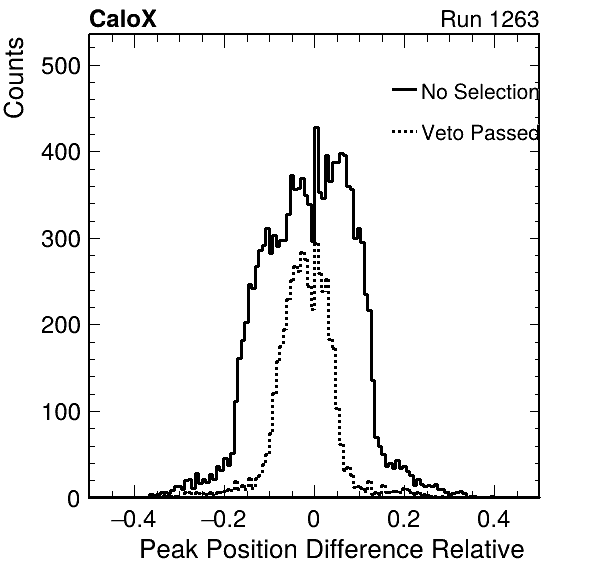 CaloX Run 1263
Counts
500
400
300
200
100
0
No Selection
Veto Passed
−0.4 −0.2 0 0.2 0.4
Peak Position Difference Relative